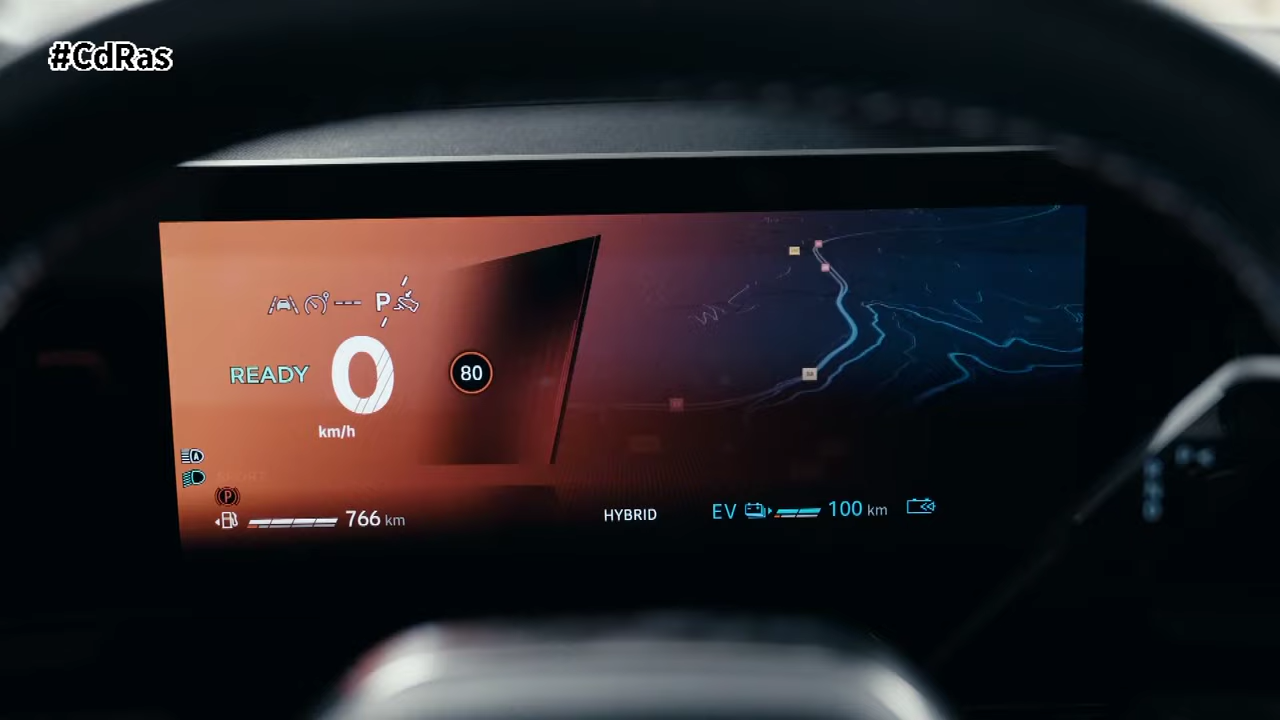 #CdRas
--- P
READY 0 80
km/h
A
P
766 km
HYBRID
EV 100 km